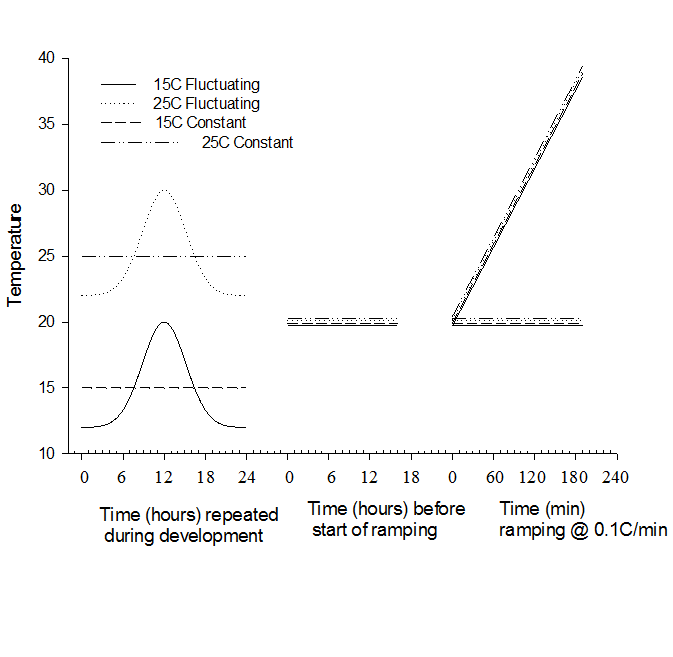 40
35
30
25
20
15
10
Temperature
15C Fluctuating
25C Fluctuating
15C Constant
25C Constant
0 6 12 18 24 0 6 12 18 0 60 120 180 240
Time (hours) repeated
during development
Time (hours) before
start of ramping
Time (min)
ramping @ 0.1C/min